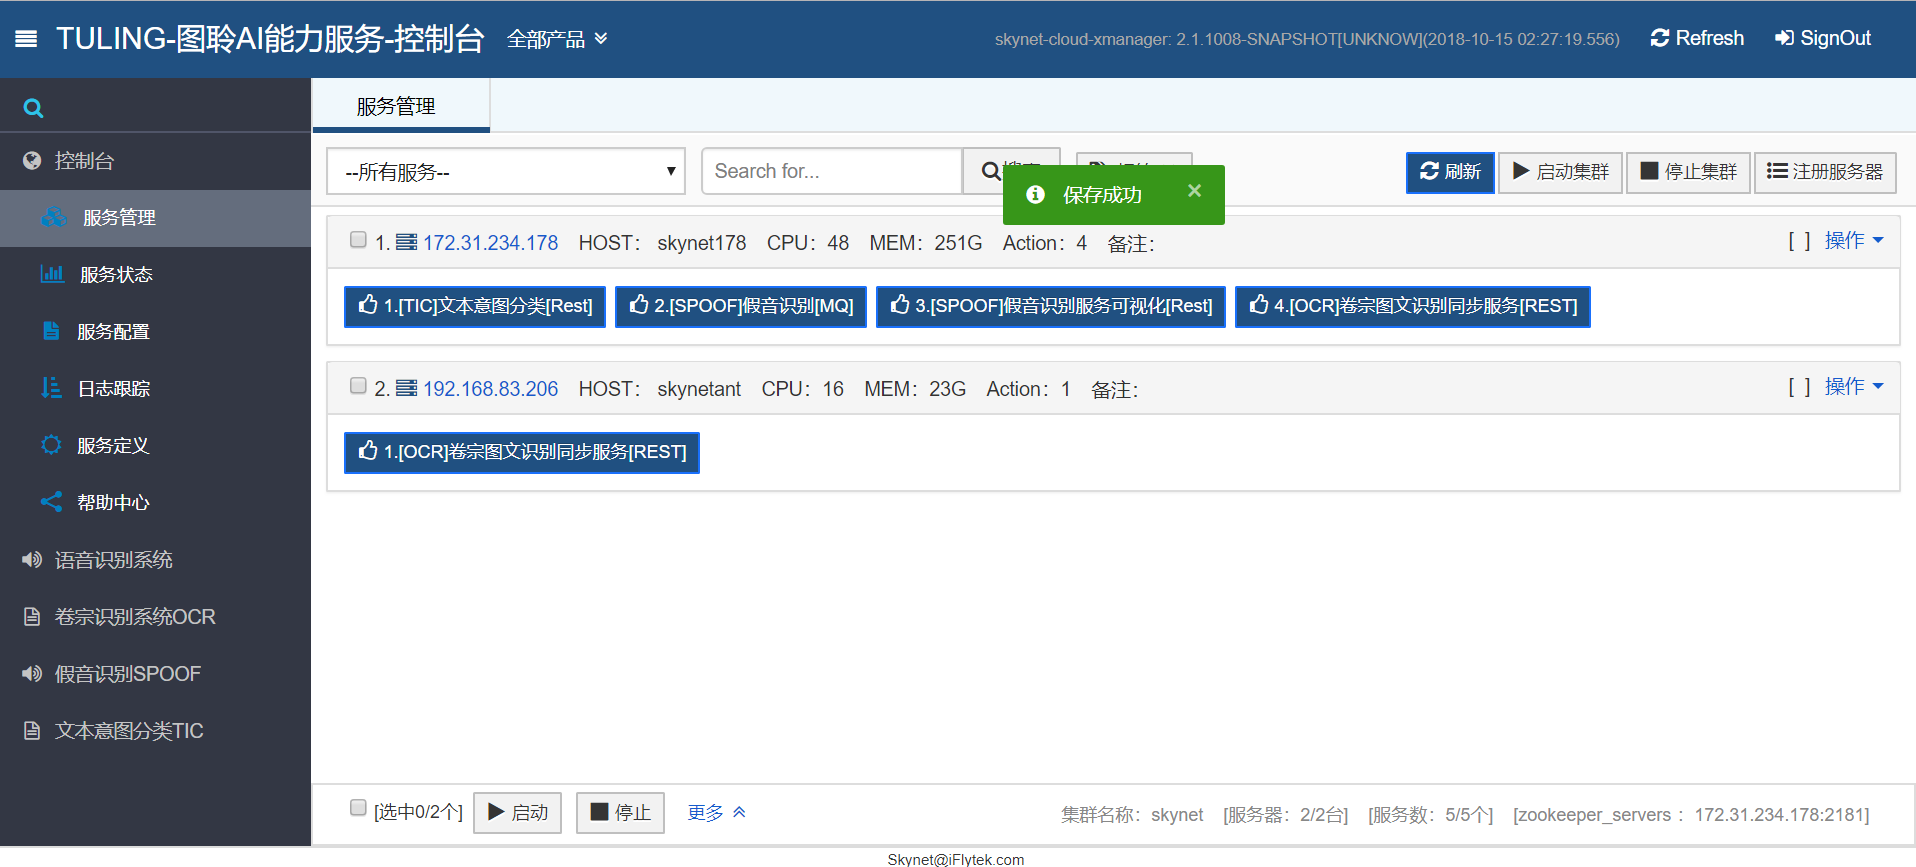 TULING-图聆AI能力服务-控制台 全部产品 skynet-cloud-xmanager: 2.1.1008-SNAPSHOT[UNKNOW](2018-10-15 02:27:19.556) Refresh SignOut
服务管理
控制台
服务管理
服务状态
服务配置
日志跟踪
服务定义
帮助中心
语音识别系统
卷宗识别系统OCR
假音识别SPOOF
文本意图分类TIC
--所有服务-- Search for... 刷新 启动集群 停止集群 注册服务器
保存成功 ×
1. 172.31.234.178 HOST： skynet178 CPU：48 MEM：251G Action：4 备注： [ ] 操作
1.[TIC]文本意图分类[Rest] 2.[SPOOF]假音识别[MQ] 3.[SPOOF]假音识别服务可视化[Rest] 4.[OCR]卷宗图文识别同步服务[REST]
2. 192.168.83.206 HOST： skynetant CPU：16 MEM：23G Action：1 备注： [ ] 操作
1.[OCR]卷宗图文识别同步服务[REST]
[选中0/2个] 启动 停止 更多 集群名称：skynet [服务器：2/2台] [服务数：5/5个] [zookeeper_servers ：172.31.234.178:2181]
Skynet@iFlytek.com